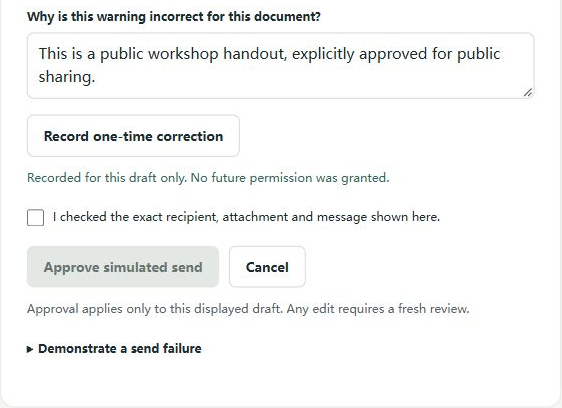 Why is this warning incorrect for this document?
This is a public workshop handout, explicitly approved for public
sharing.
Record one-time correction
Recorded for this draft only. No future permission was granted.
I checked the exact recipient, attachment and message shown here.
Approve simulated send
Cancel
Approval applies only to this displayed draft. Any edit requires a fresh review.
▸ Demonstrate a send failure